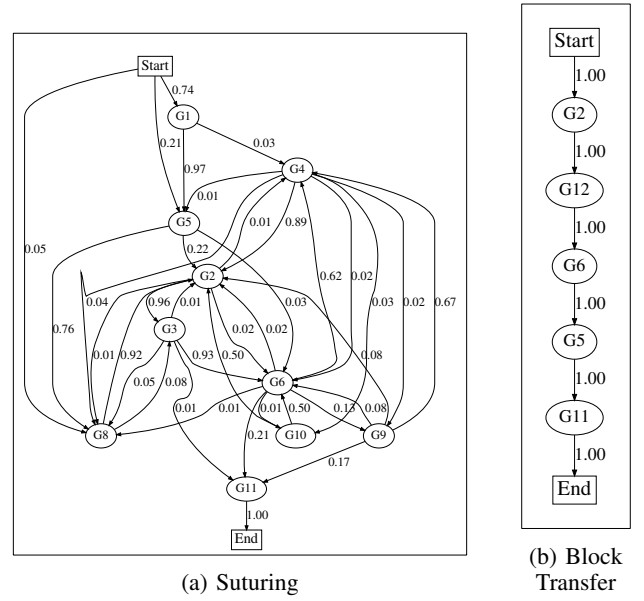 Start
0.74
G1
0.21
0.03
0.97
G4
0.01
G5
0.22
0.01
0.89
0.05
G2
0.62
0.02
0.04
0.96
0.01
0.03
0.03
0.02
0.67
0.76
G3
0.02
0.02
0.01
0.92
0.93
0.50
0.08
G6
0.05
0.08
0.01
0.01
0.01
0.50
0.13
0.08
G8
0.21
G10
G9
0.17
G11
1.00
End
(a) Suturing
Start
1.00
G2
1.00
G12
1.00
G6
1.00
G5
1.00
G11
1.00
End
(b) Block
Transfer